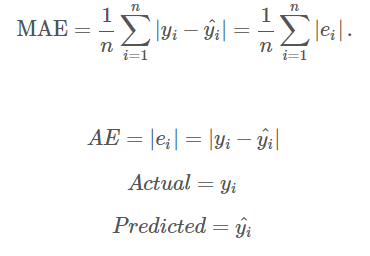 MAE = 1/n ∑_{i=1}^{n} |y_i − ŷ_i| = 1/n ∑_{i=1}^{n} |e_i|.
AE = |e_i| = |y_i − ŷ_i|
Actual = y_i
Predicted = ŷ_i